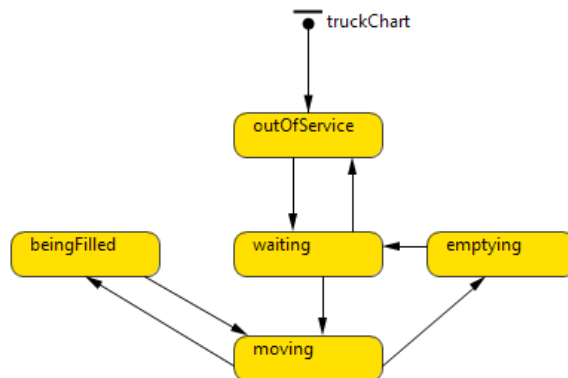 truckChart
outOfService
beingFilled
waiting
emptying
moving